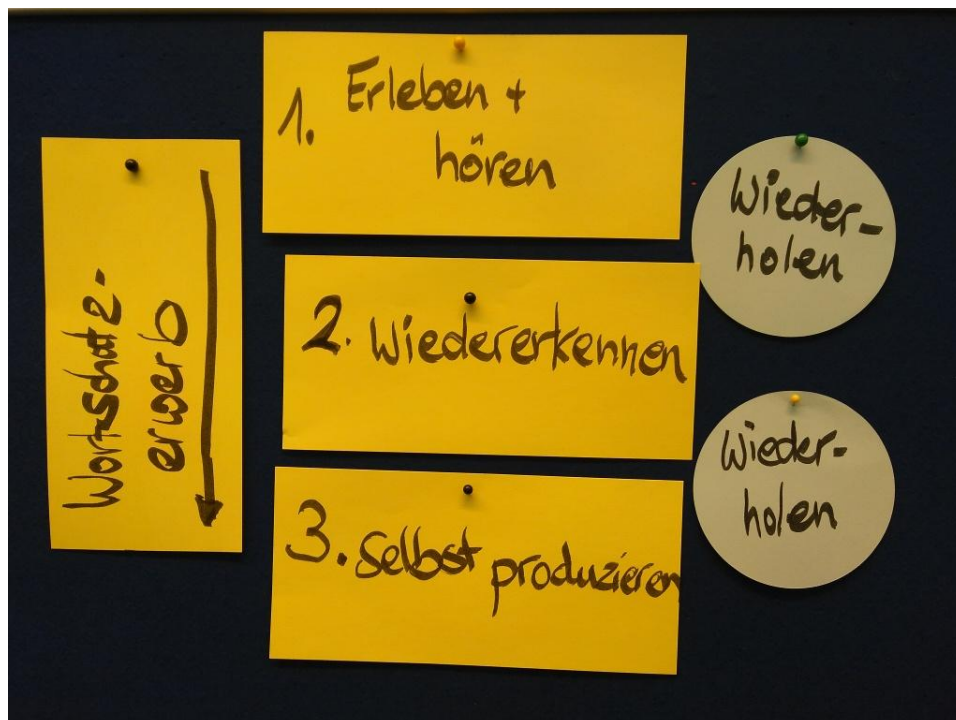 Wortschatz-
erwerb
1. Erleben +
hören
2. Wiedererkennen
3. Selbst produzieren
Wieder-
holen
Wieder-
holen